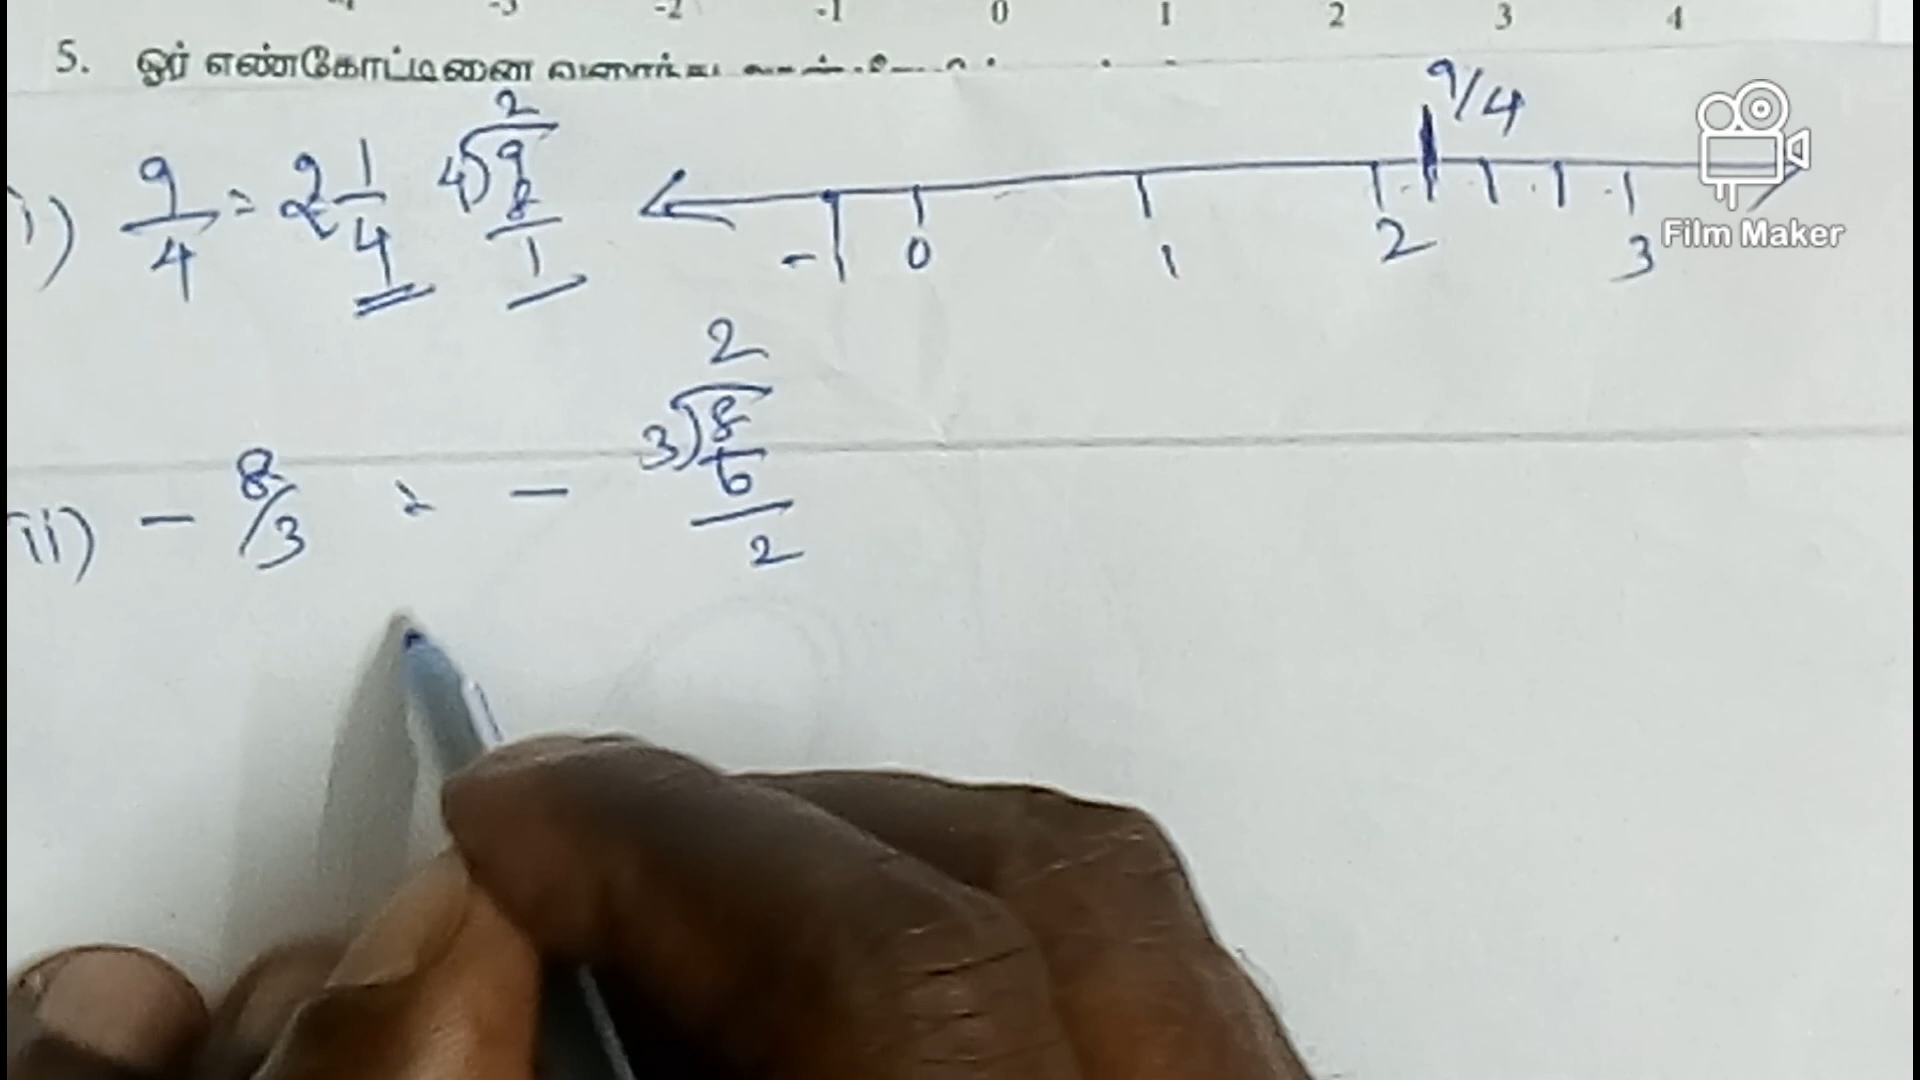 -3 -2 -1 0 1 2 3 4
5. ஓர் எண்கோட்டினை வரைந்து
9/4
i) 9/4 = 2 1/4
2
4)9
8
1
-1 0 1 2 3
Film Maker
ii) - 8/3 = -
2
3)8
6
2